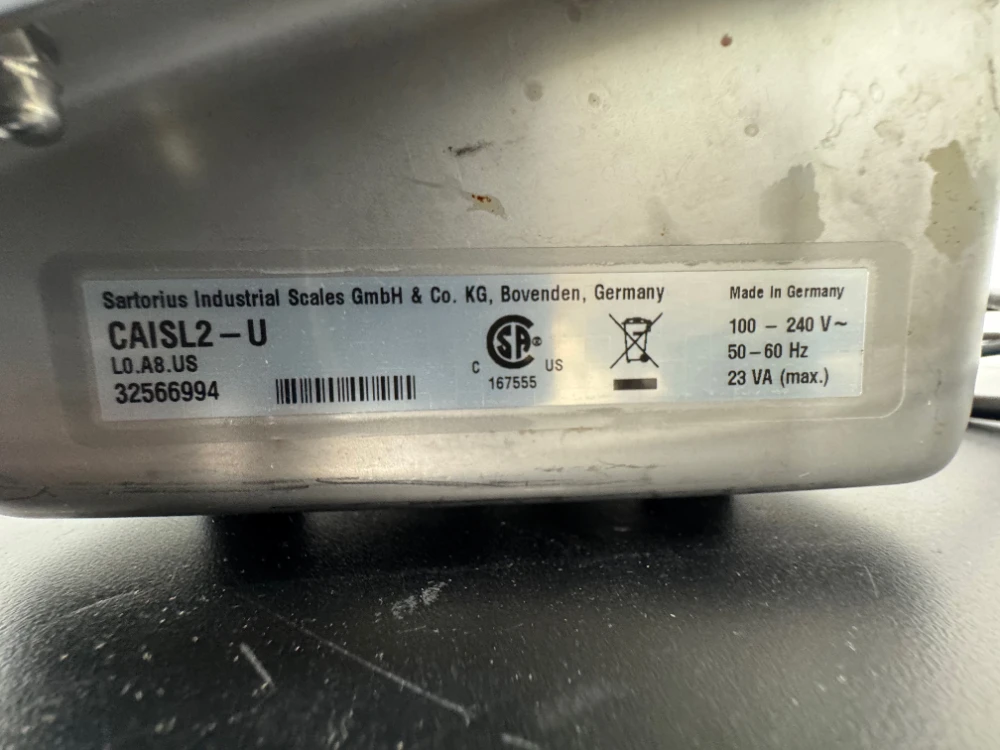 Sartorius Industrial Scales GmbH & Co. KG, Bovenden, Germany
CAISL2-U
L0.A8.US
32566994
C SA® US
167555
Made in Germany
100 - 240 V~
50-60 Hz
23 VA (max.)